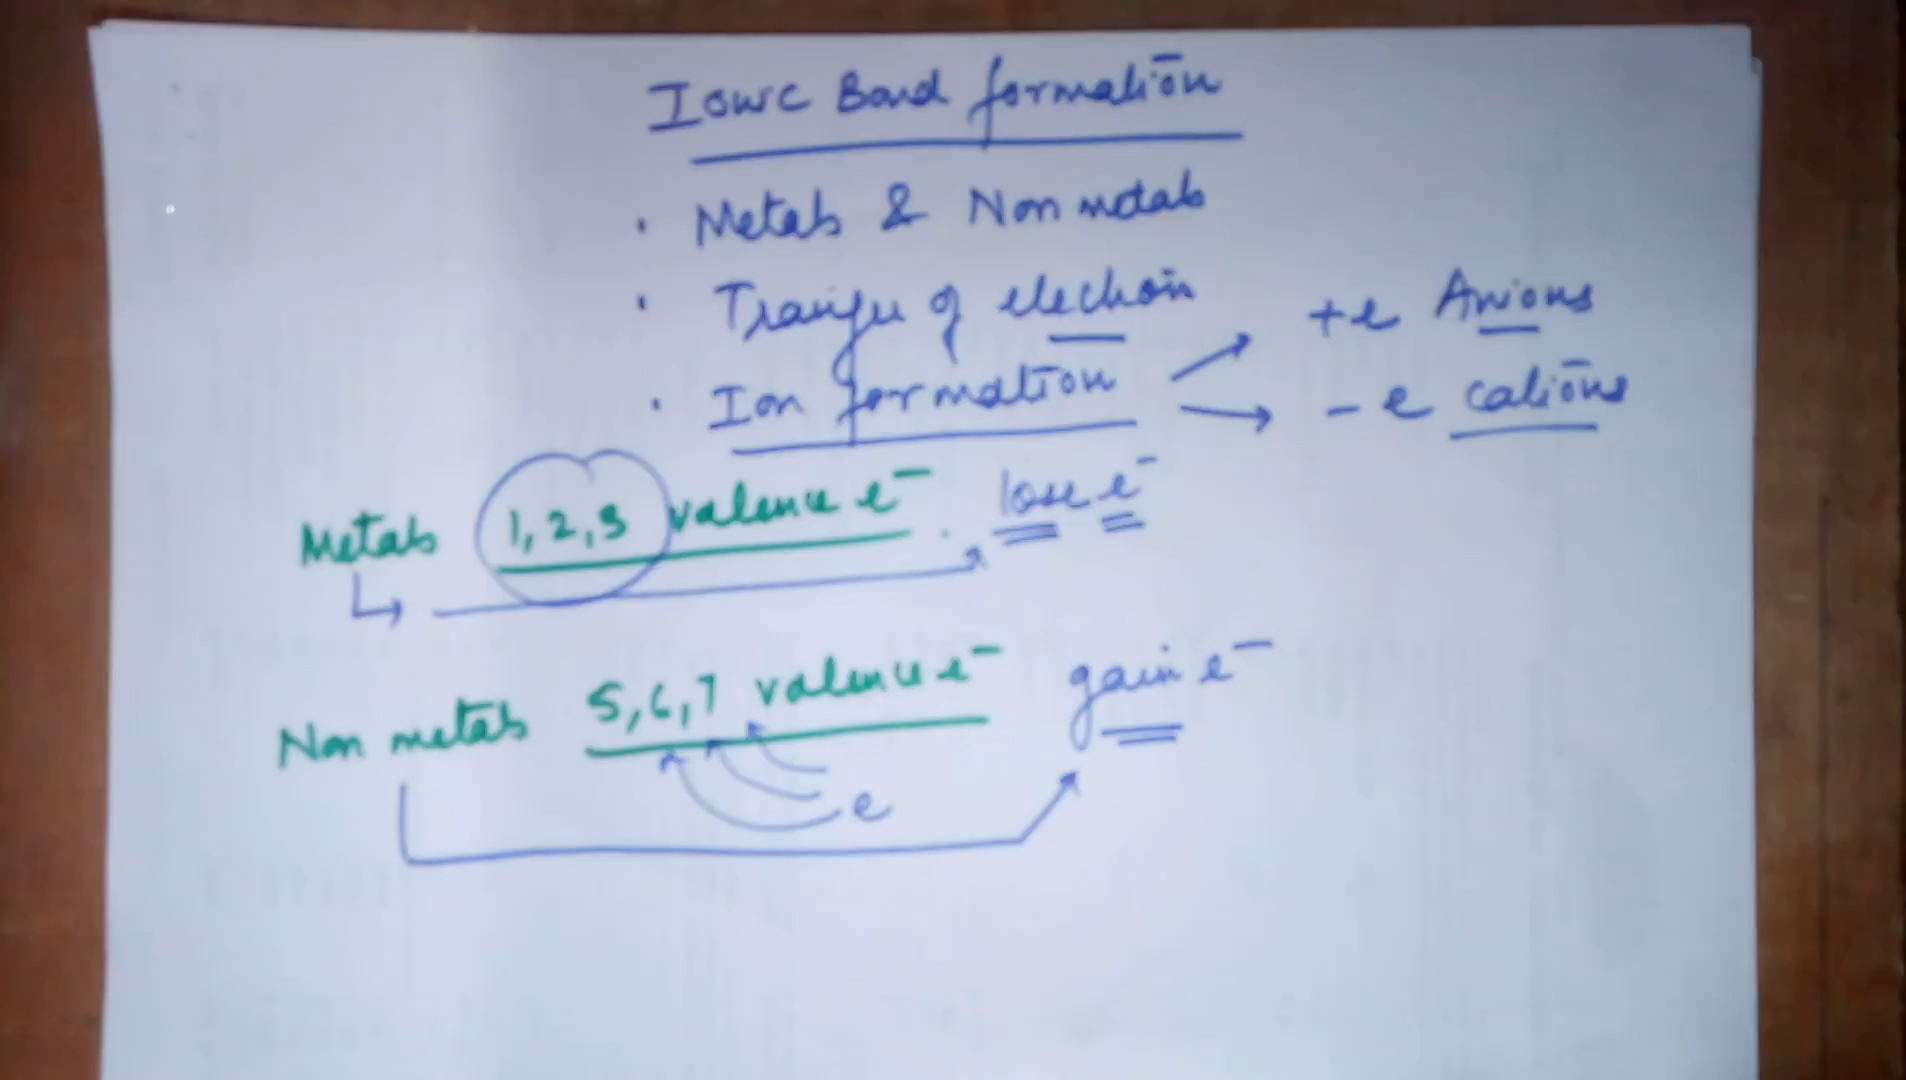 Ionic Bond formation
• Metals & Non metals
• Transfer of electron
+e Anions
• Ion formation
- e cations
Metals 1, 2, 3 valence e⁻. lose e⁻
Non metals 5, 6, 7 valence e⁻ gain e⁻
e